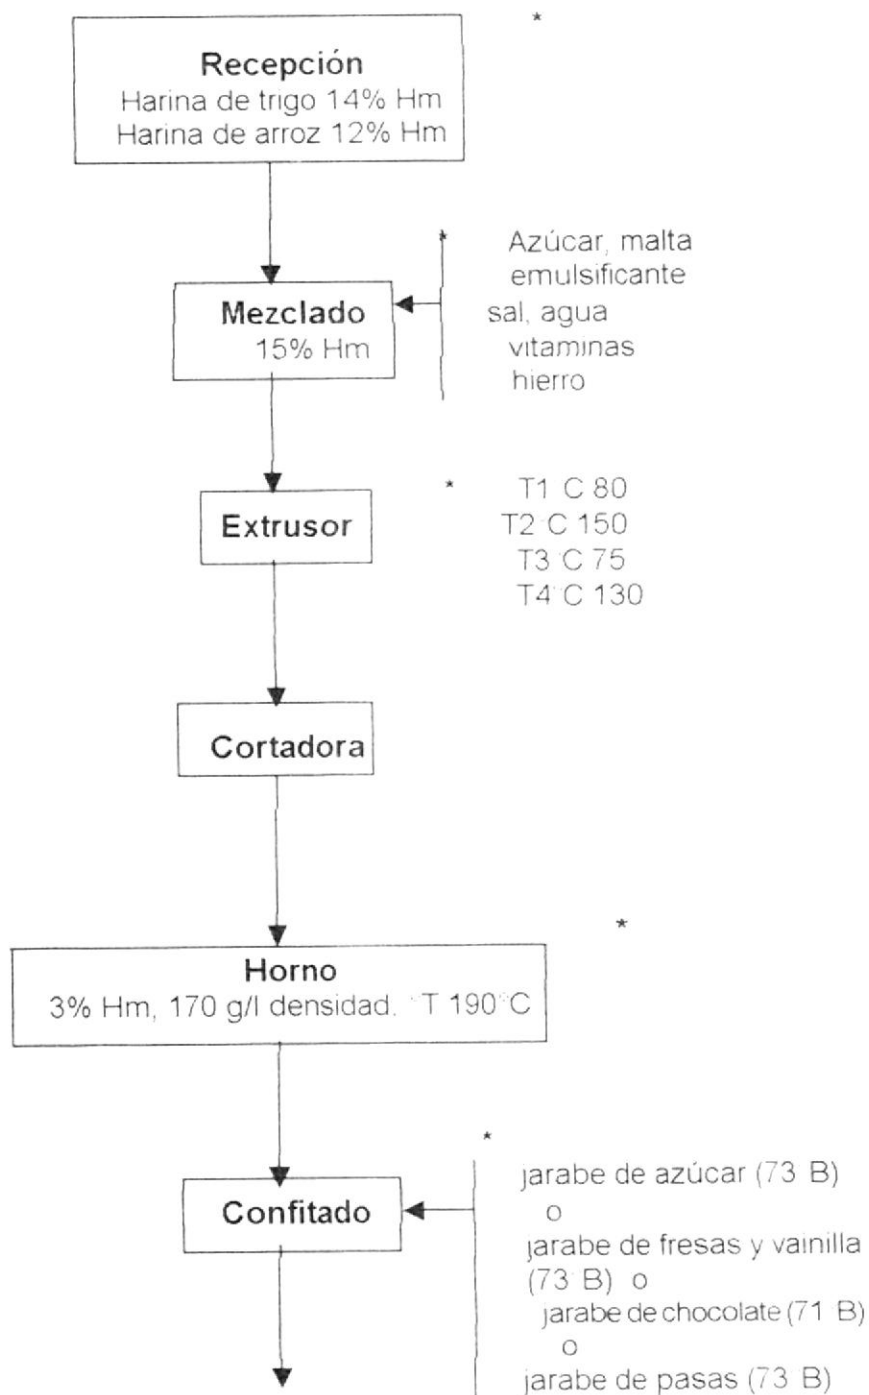 *
Recepción
Harina de trigo 14% Hm
Harina de arroz 12% Hm
* Azúcar, malta
emulsificante
sal, agua
vitaminas
hierro
Mezclado
15% Hm
Extrusor
* T1 C 80
T2 C 150
T3 C 75
T4 C 130
Cortadora
*
Horno
3% Hm, 170 g/l densidad. °T 190°C
*
Confitado
jarabe de azúcar (73 B)
o
jarabe de fresas y vainilla
(73 B) o
jarabe de chocolate (71 B)
o
jarabe de pasas (73 B)